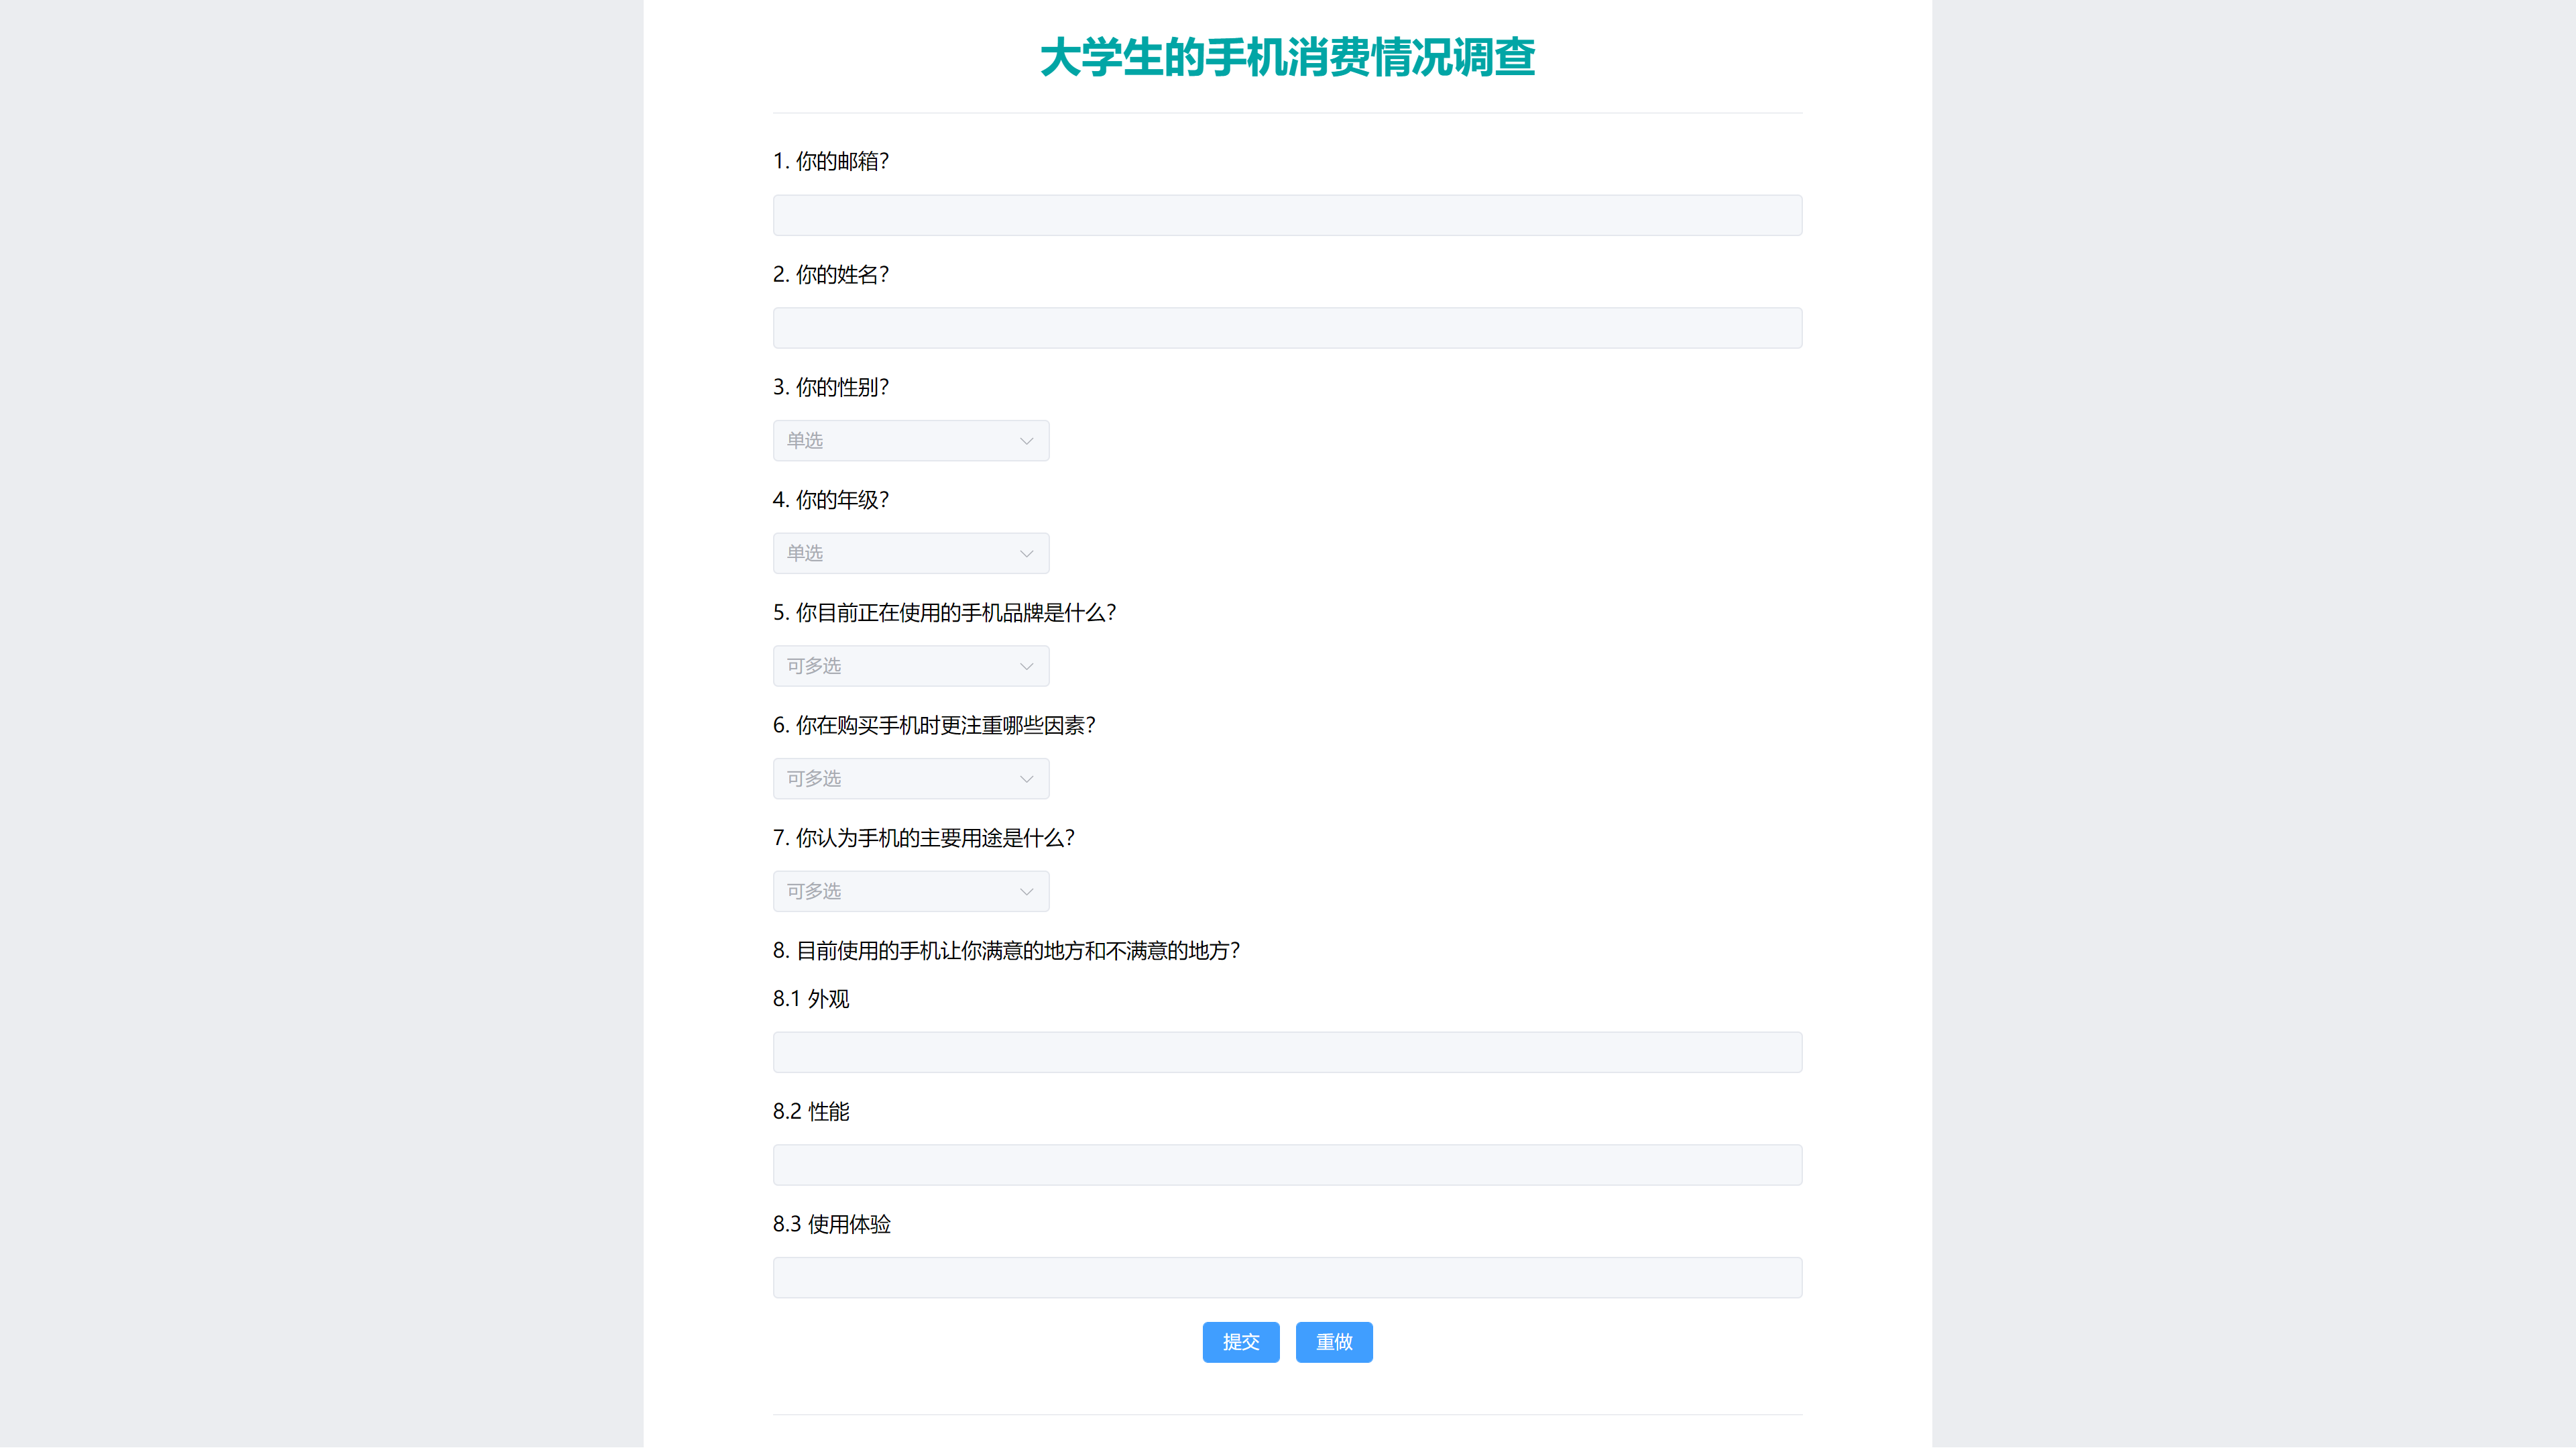 大学生的手机消费情况调查
1. 你的邮箱？
2. 你的姓名？
3. 你的性别？
单选
4. 你的年级？
单选
5. 你目前正在使用的手机品牌是什么？
可多选
6. 你在购买手机时更注重哪些因素？
可多选
7. 你认为手机的主要用途是什么？
可多选
8. 目前使用的手机让你满意的地方和不满意的地方？
8.1 外观
8.2 性能
8.3 使用体验
提交 重做